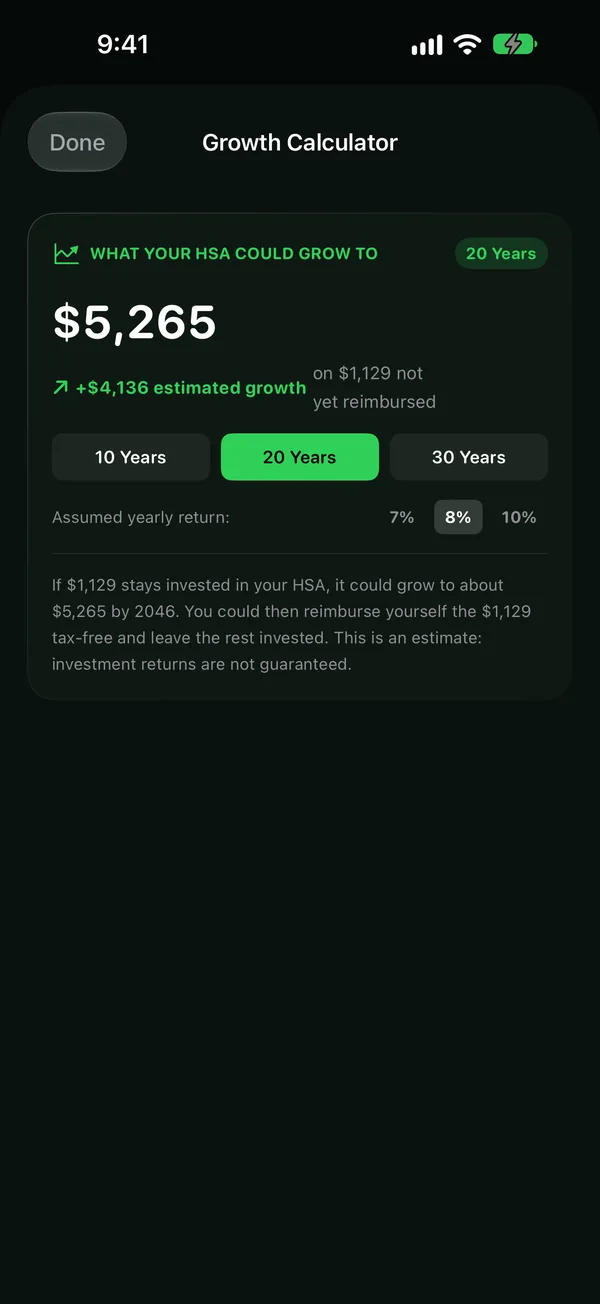 9:41
Done
Growth Calculator
WHAT YOUR HSA COULD GROW TO
20 Years
$5,265
+$4,136 estimated growth
on $1,129 not
yet reimbursed
10 Years
20 Years
30 Years
Assumed yearly return:
7%
8%
10%
If $1,129 stays invested in your HSA, it could grow to about
$5,265 by 2046. You could then reimburse yourself the $1,129
tax-free and leave the rest invested. This is an estimate:
investment returns are not guaranteed.